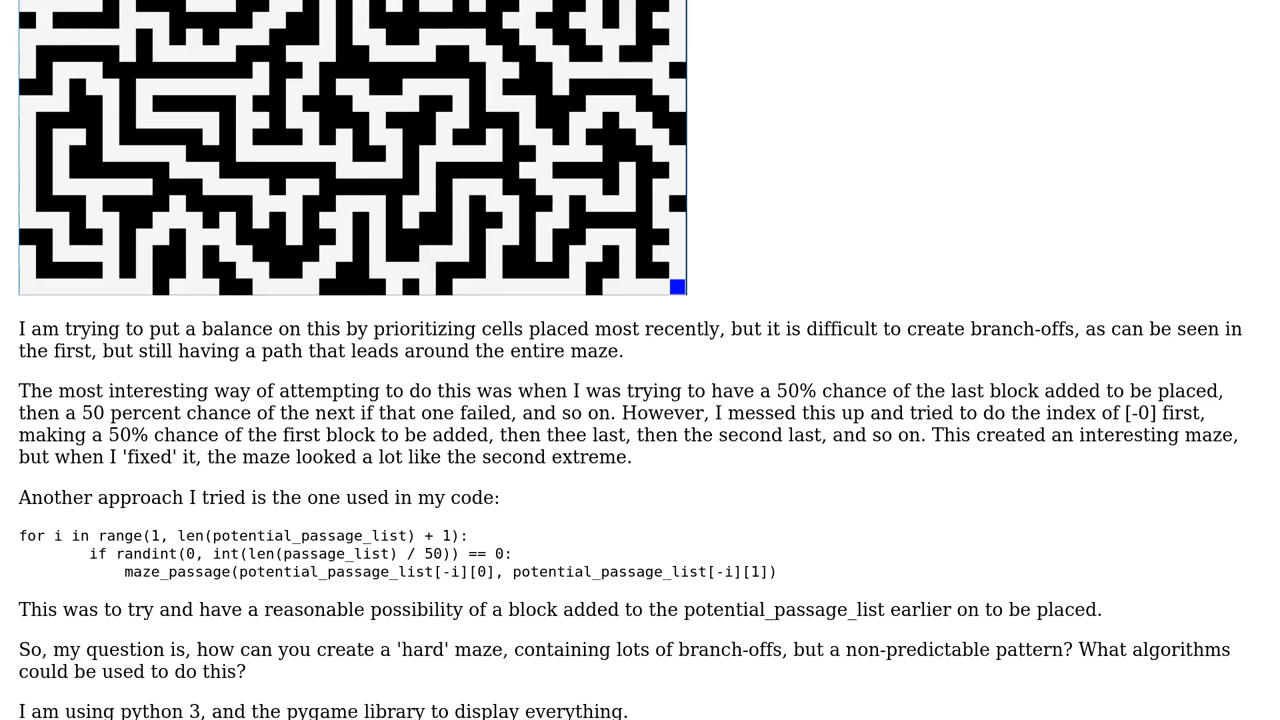 I am trying to put a balance on this by prioritizing cells placed most recently, but it is difficult to create branch-offs, as can be seen in
the first, but still having a path that leads around the entire maze.
The most interesting way of attempting to do this was when I was trying to have a 50% chance of the last block added to be placed,
then a 50 percent chance of the next if that one failed, and so on. However, I messed this up and tried to do the index of [-0] first,
making a 50% chance of the first block to be added, then thee last, then the second last, and so on. This created an interesting maze,
but when I 'fixed' it, the maze looked a lot like the second extreme.
Another approach I tried is the one used in my code:
for i in range(1, len(potential_passage_list) + 1):
        if randint(0, int(len(passage_list) / 50)) == 0:
            maze_passage(potential_passage_list[-i][0], potential_passage_list[-i][1])
This was to try and have a reasonable possibility of a block added to the potential_passage_list earlier on to be placed.
So, my question is, how can you create a 'hard' maze, containing lots of branch-offs, but a non-predictable pattern? What algorithms
could be used to do this?
I am using python 3, and the pygame library to display everything.